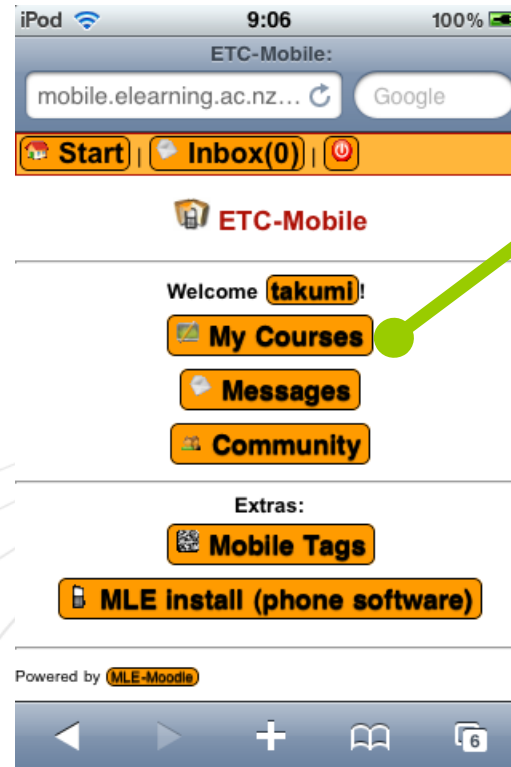 iPod 9:06 100%
ETC-Mobile:
mobile.elearning.ac.nz... Google
Start | Inbox(0) |
ETC-Mobile
Welcome takumi!
My Courses
Messages
Community
Extras:
Mobile Tags
MLE install (phone software)
Powered by MLE-Moodle
6